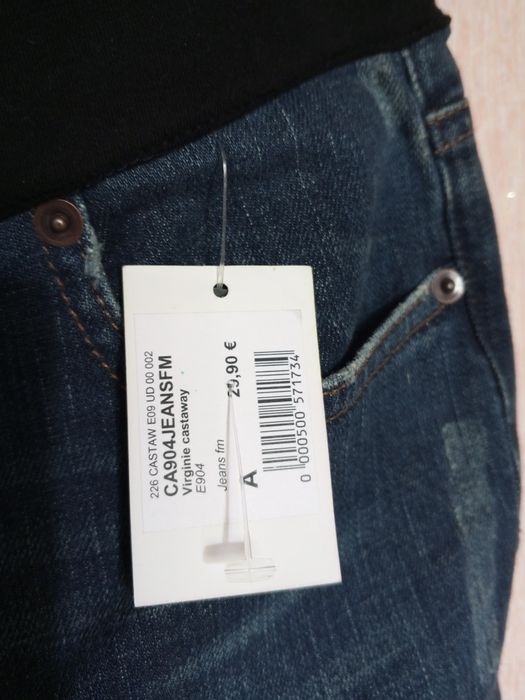 226 CASTAW E09 UD 00 002
CA904JEANSFM
Virginie castaway
E904
Jeans fm
29,90 €
A
0 000500 571734